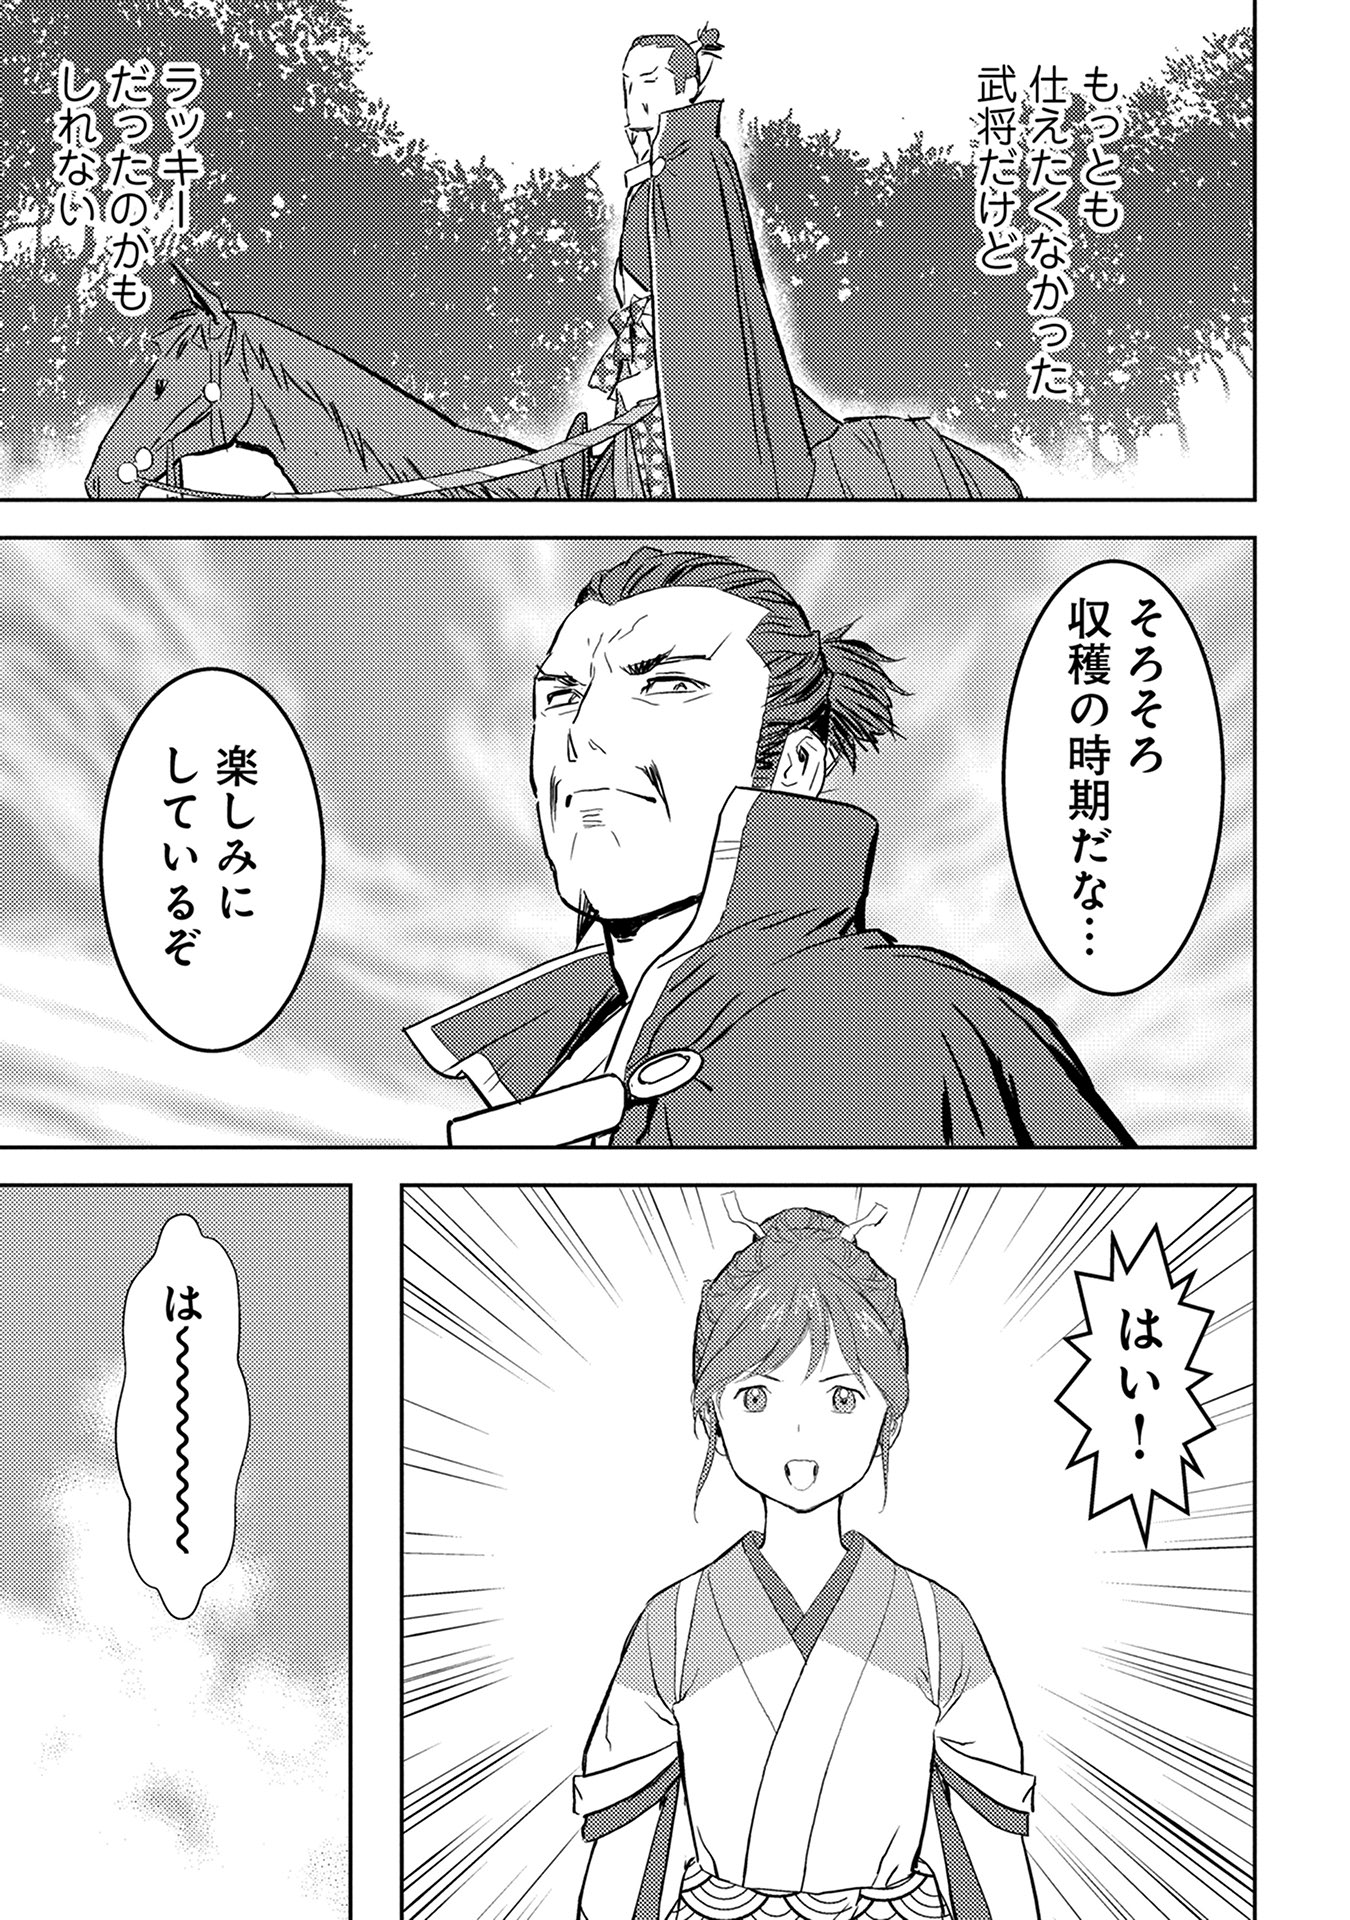 もっとも
仕えたくなかった
武将だけど
ラッキー
だったのかも
しれない
そろそろ
収穫の時期だな…
楽しみに
しているぞ
はい！
は～～～～～～～